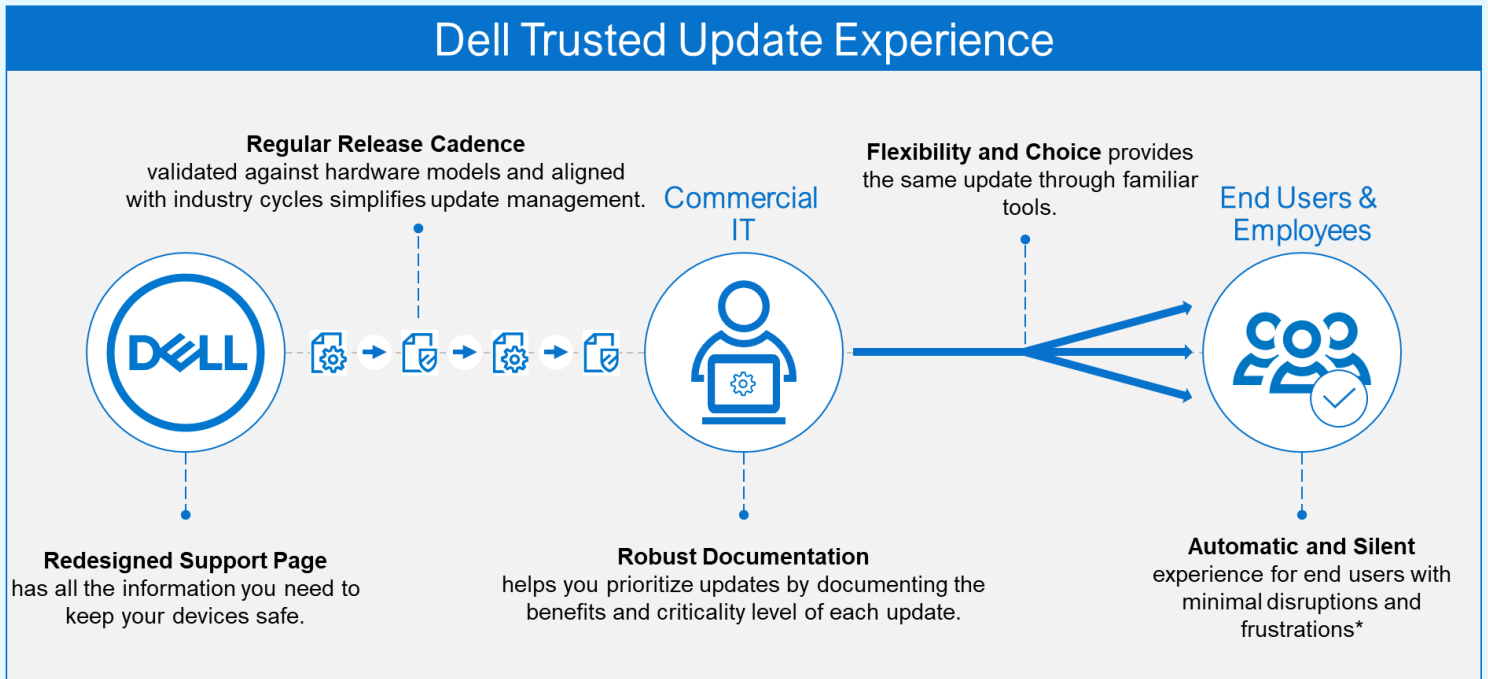 Dell Trusted Update Experience
Regular Release Cadence
validated against hardware models and aligned
with industry cycles simplifies update management.
Commercial
IT
Flexibility and Choice provides
the same update through familiar
tools.
End Users &
Employees
DELL
Redesigned Support Page
has all the information you need to
keep your devices safe.
Robust Documentation
helps you prioritize updates by documenting the
benefits and criticality level of each update.
Automatic and Silent
experience for end users with
minimal disruptions and
frustrations*